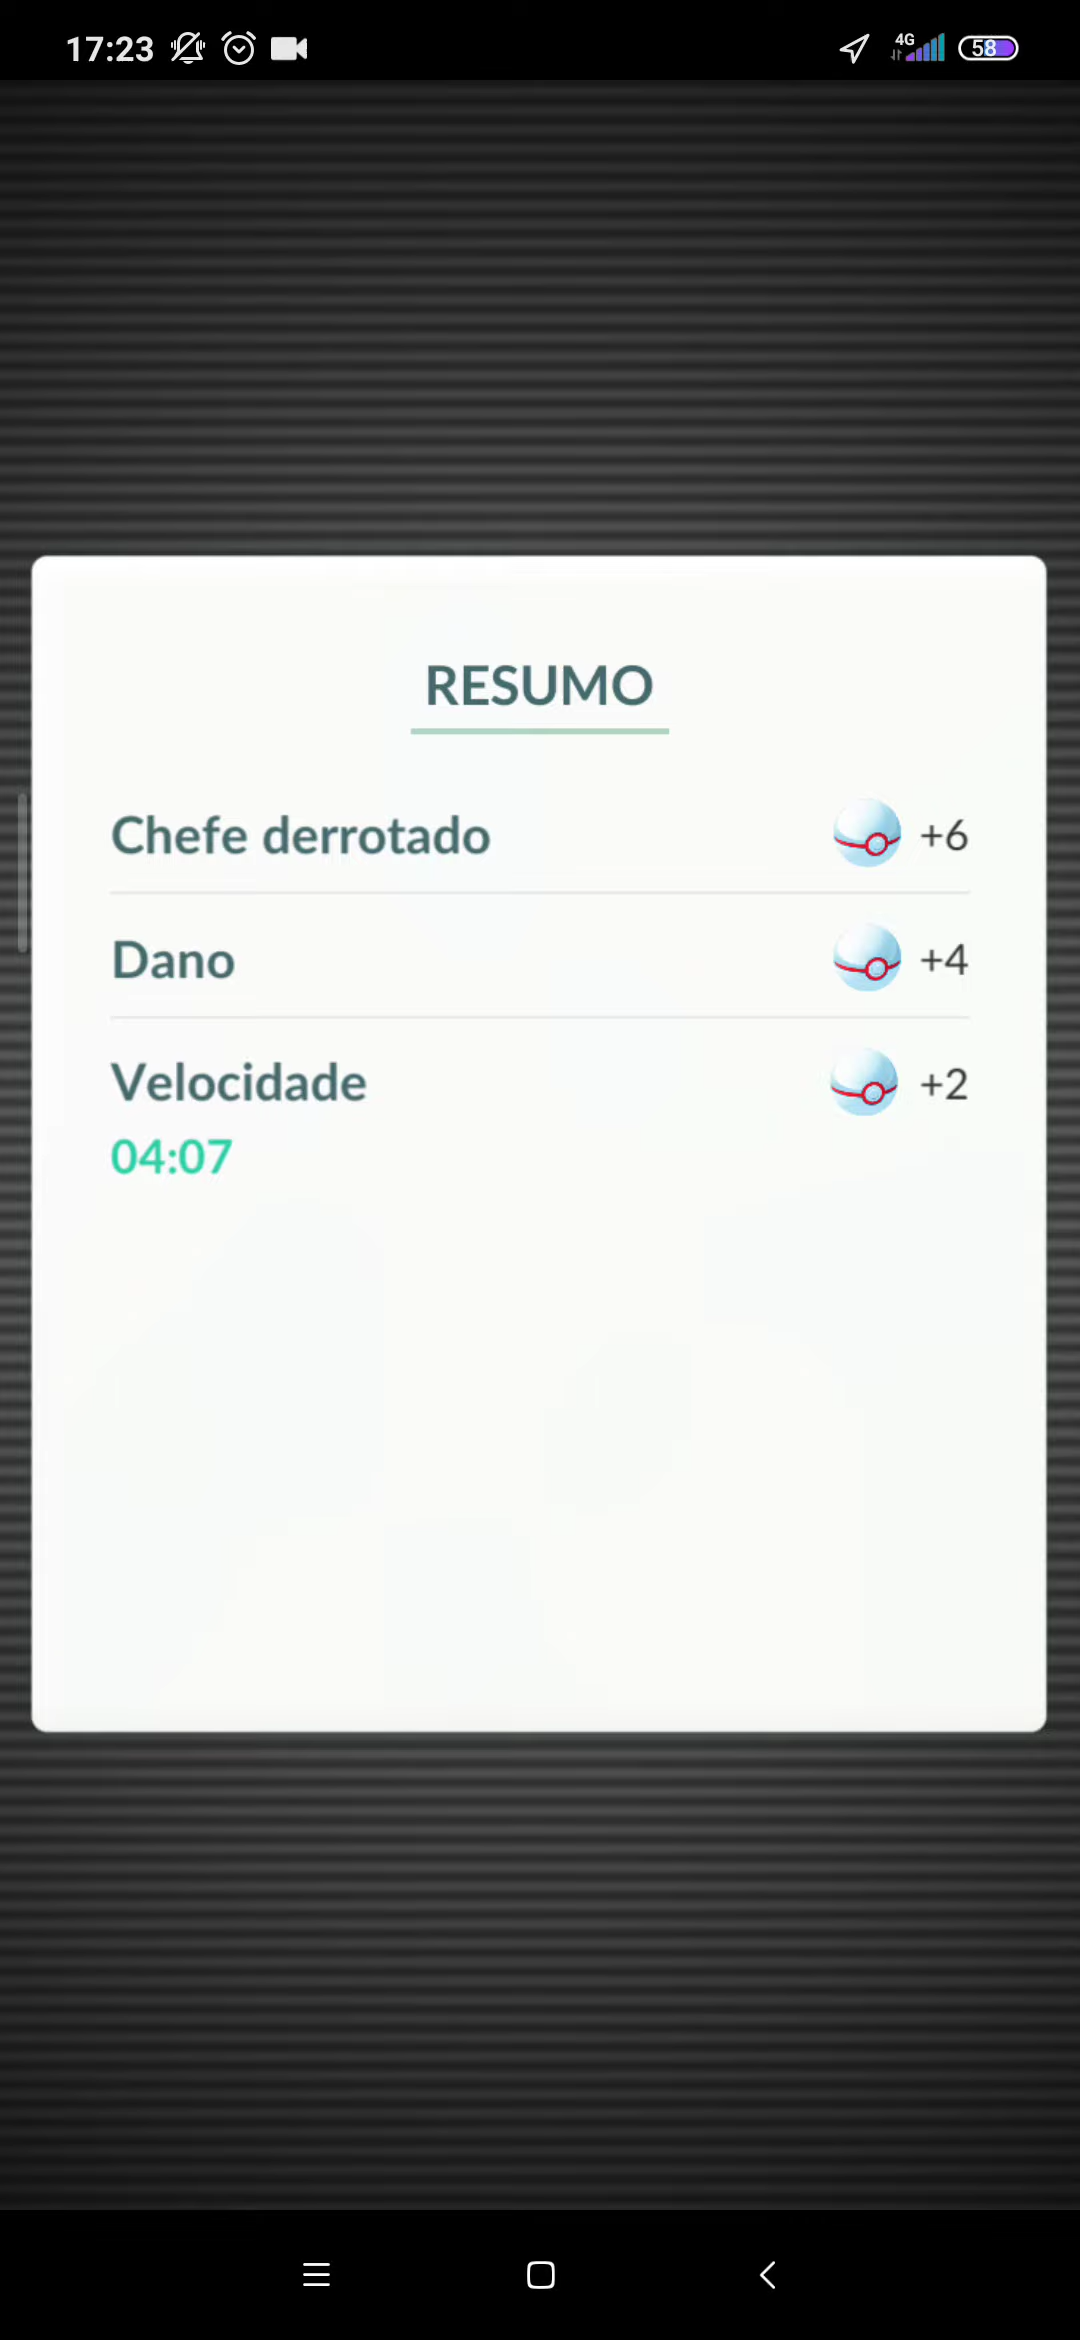 17:23
4G
58
RESUMO
Chefe derrotado +6
Dano +4
Velocidade +2
04:07